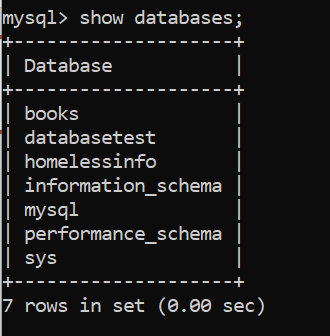 mysql> show databases;
+--------------------+
| Database           |
+--------------------+
| books              |
| databasetest       |
| homelessinfo       |
| information_schema |
| mysql              |
| performance_schema |
| sys                |
+--------------------+
7 rows in set (0.00 sec)